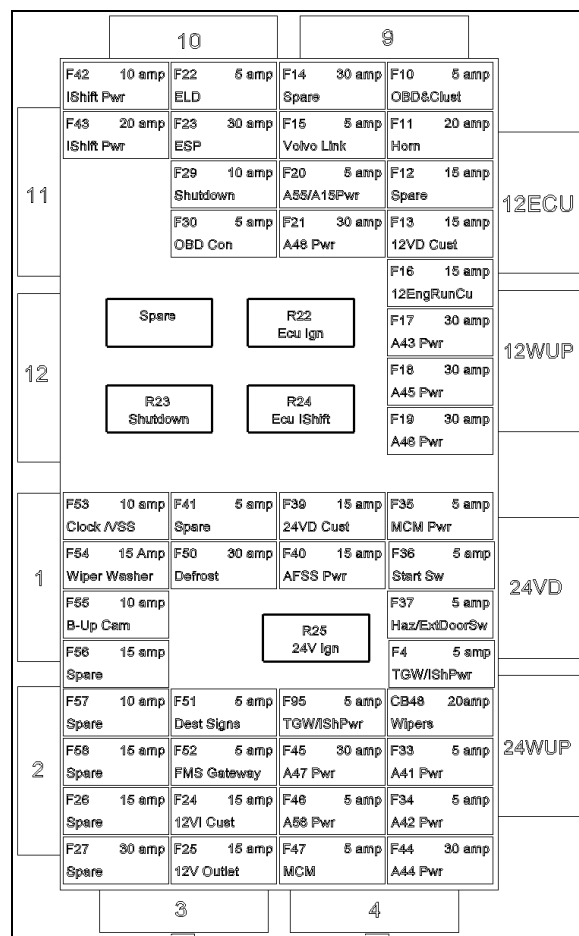 10
9
F42 10 amp F22 5 amp F14 30 amp F10 5 amp
IShift Pwr ELD Spare OBD&Clust
F43 20 amp F23 30 amp F15 5 amp F11 20 amp
IShift Pwr ESP Volvo Link Horn
F29 10 amp F20 5 amp F12 15 amp
Shutdown A55/A15Pwr Spare
11
12ECU
F30 5 amp F21 30 amp F13 15 amp
OBD Con A48 Pwr 12VD Cust
F16 15 amp
12EngRunCu
Spare R22
Ecu Ign
F17 30 amp
A43 Pwr
12
12WUP
F18 30 amp
A45 Pwr
R23 R24
Shutdown Ecu IShift
F19 30 amp
A46 Pwr
F53 10 amp F41 5 amp F39 15 amp F35 5 amp
Clock /VSS Spare 24VD Cust MCM Pwr
F54 15 Amp F50 30 amp F40 15 amp F36 5 amp
Wiper Washer Defrost AFSS Pwr Start Sw
1
24VD
F55 10 amp F37 5 amp
B-Up Cam Haz/ExtDoorSw
R25
24V Ign
F56 15 amp F4 5 amp
Spare TGW/IShPwr
F57 10 amp F51 5 amp F95 5 amp CB48 20amp
Spare Dest Signs TGW/IShPwr Wipers
2
24WUP
F58 15 amp F52 5 amp F45 30 amp F33 5 amp
Spare FMS Gateway A47 Pwr A41 Pwr
F26 15 amp F24 15 amp F46 5 amp F34 5 amp
Spare 12VI Cust A58 Pwr A42 Pwr
F27 30 amp F25 15 amp F47 5 amp F44 30 amp
Spare 12V Outlet MCM A44 Pwr
3
4